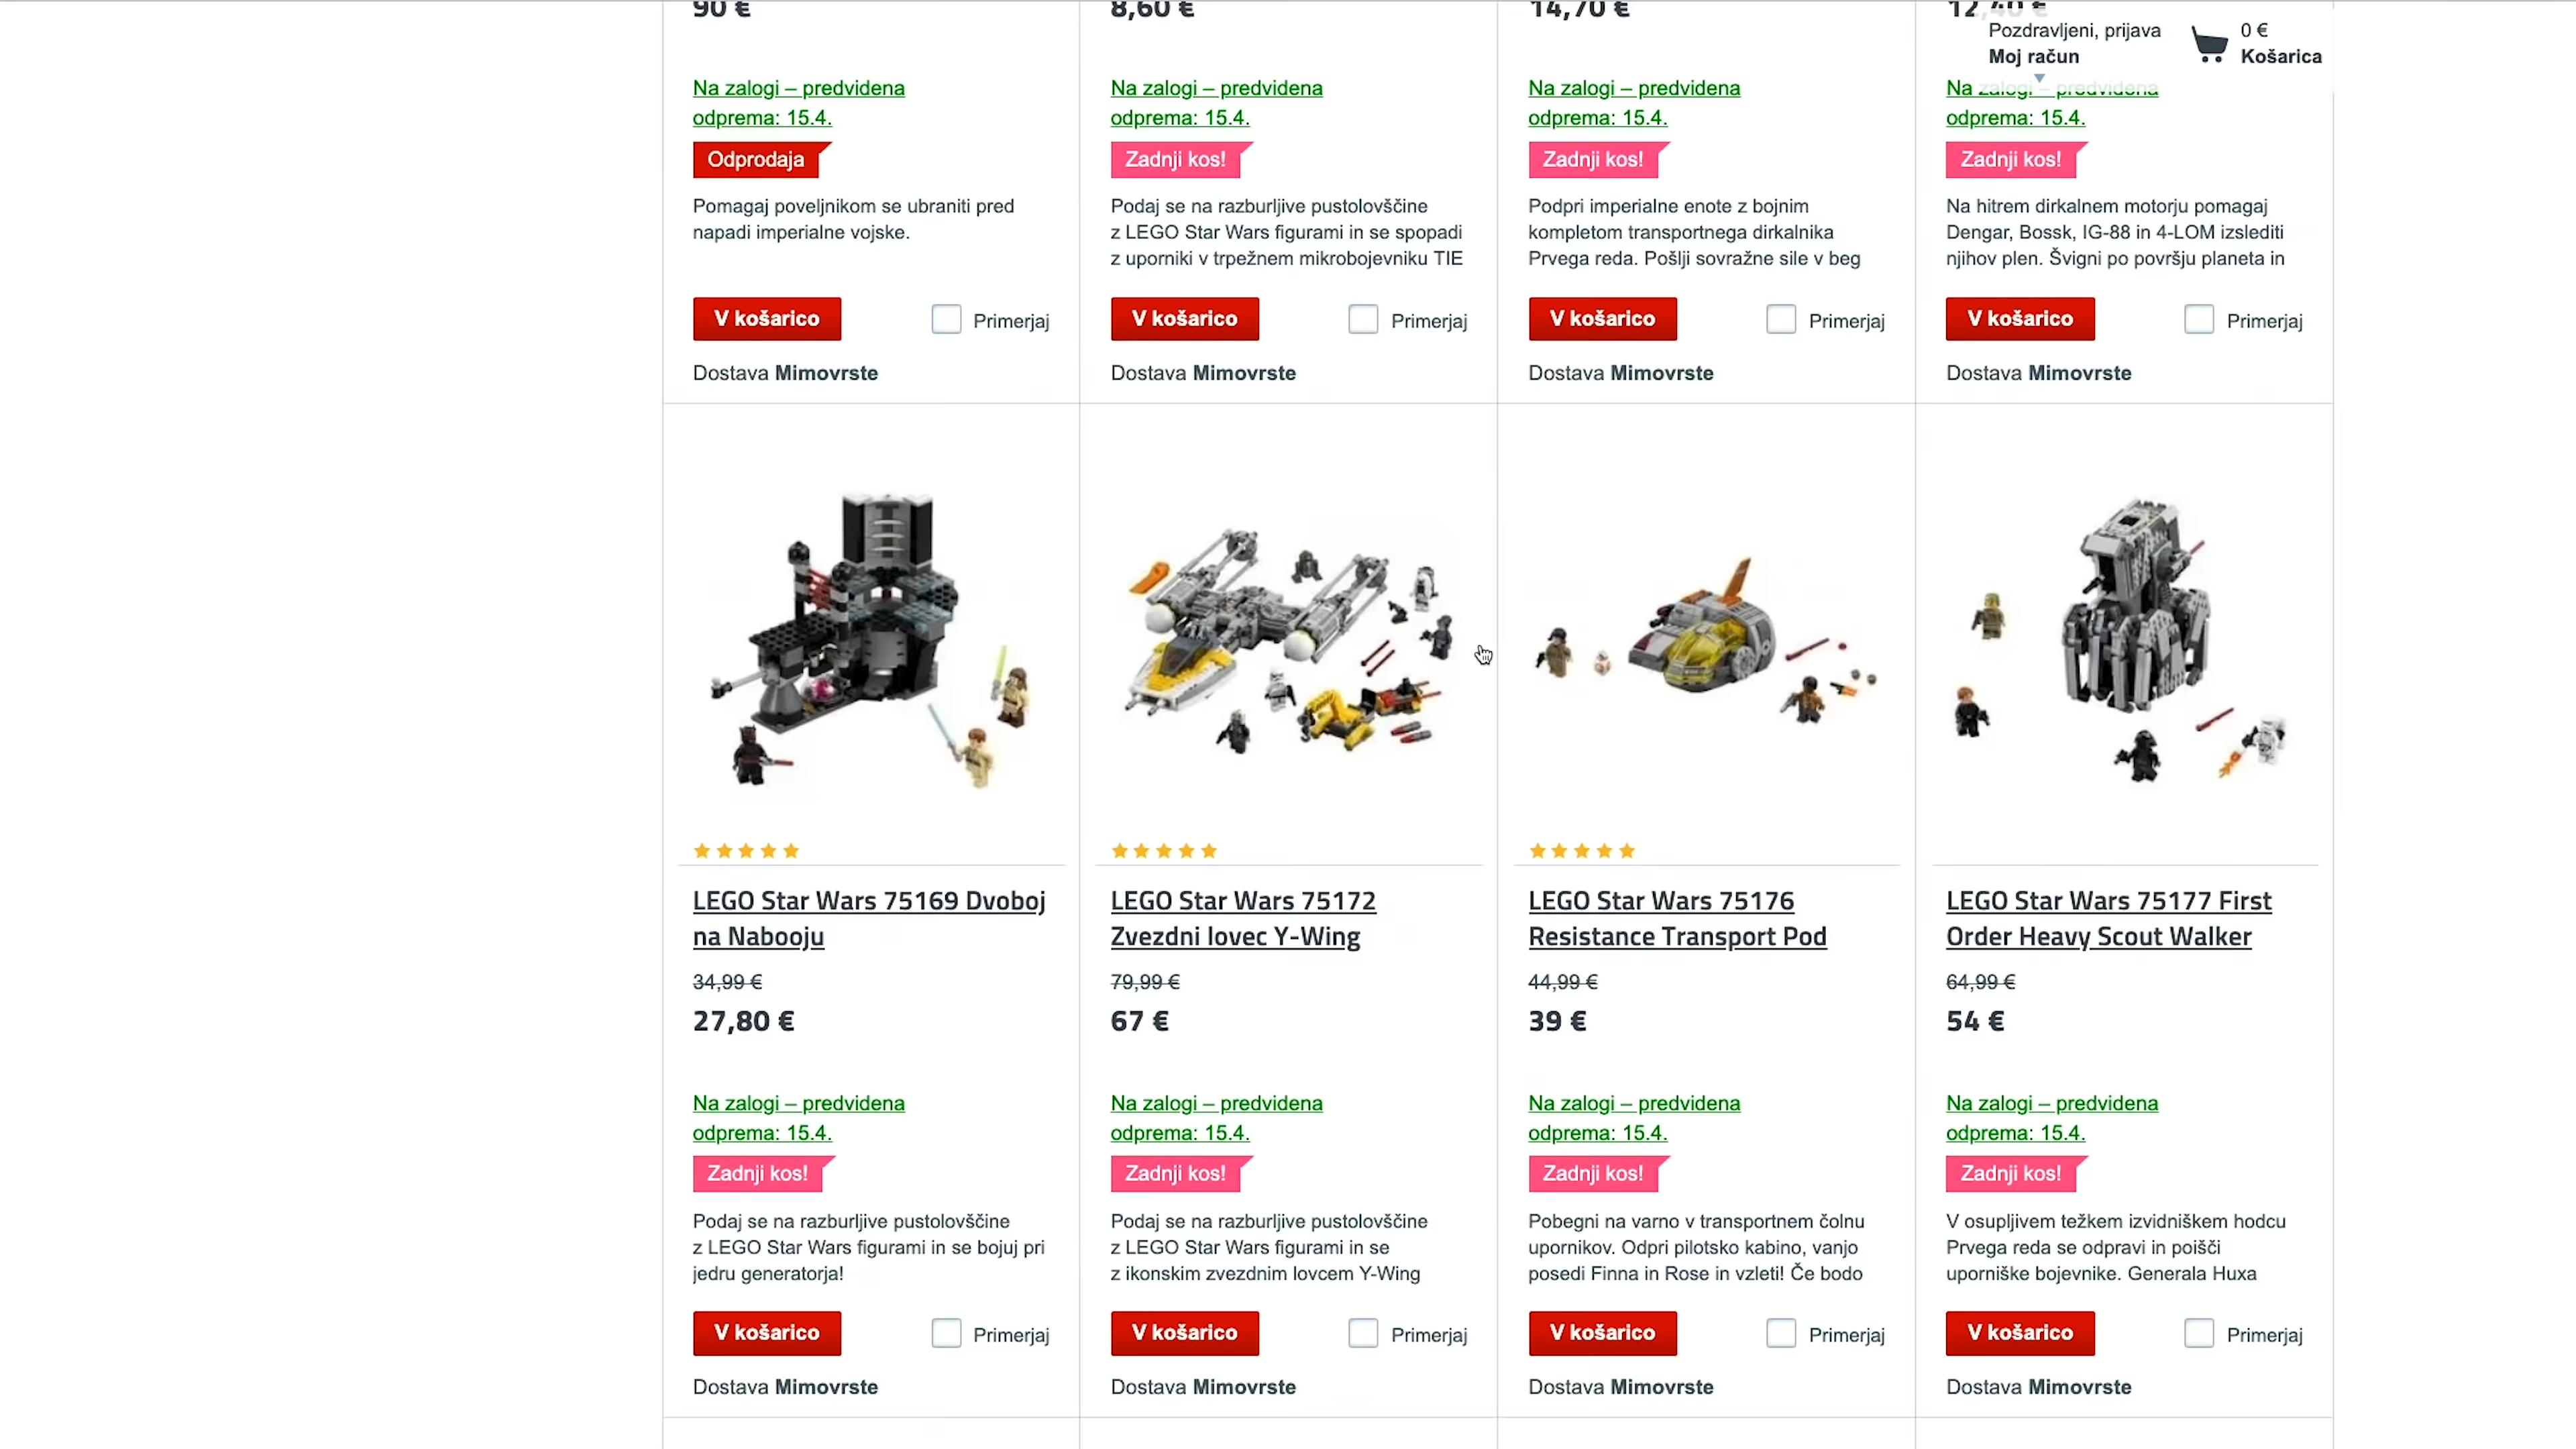 90 €
8,60 €
14,70 €
12,40 €
Pozdravljeni, prijava
Moj račun
0 €
Košarica
Na zalogi – predvidena
odprema: 15.4.
Odprodaja
Pomagaj poveljnikom se ubraniti pred
napadi imperialne vojske.
V košarico
Primerjaj
Dostava Mimovrste
Na zalogi – predvidena
odprema: 15.4.
Zadnji kos!
Podaj se na razburljive pustolovščine
z LEGO Star Wars figurami in se spopadi
z uporniki v trpežnem mikrobojevniku TIE
V košarico
Primerjaj
Dostava Mimovrste
Na zalogi – predvidena
odprema: 15.4.
Zadnji kos!
Podpri imperialne enote z bojnim
kompletom transportnega dirkalnika
Prvega reda. Pošlji sovražne sile v beg
V košarico
Primerjaj
Dostava Mimovrste
Na zalogi – predvidena
odprema: 15.4.
Zadnji kos!
Na hitrem dirkalnem motorju pomagaj
Dengar, Bossk, IG-88 in 4-LOM izslediti
njihov plen. Švigni po površju planeta in
V košarico
Primerjaj
Dostava Mimovrste
LEGO Star Wars 75169 Dvoboj
na Nabooju
34,99 €
27,80 €
Na zalogi – predvidena
odprema: 15.4.
Zadnji kos!
Podaj se na razburljive pustolovščine
z LEGO Star Wars figurami in se bojuj pri
jedru generatorja!
V košarico
Primerjaj
Dostava Mimovrste
LEGO Star Wars 75172
Zvezdni lovec Y-Wing
79,99 €
67 €
Na zalogi – predvidena
odprema: 15.4.
Zadnji kos!
Podaj se na razburljive pustolovščine
z LEGO Star Wars figurami in se
z ikonskim zvezdnim lovcem Y-Wing
V košarico
Primerjaj
Dostava Mimovrste
LEGO Star Wars 75176
Resistance Transport Pod
44,99 €
39 €
Na zalogi – predvidena
odprema: 15.4.
Zadnji kos!
Pobegni na varno v transportnem čolnu
upornikov. Odpri pilotsko kabino, vanjo
posedi Finna in Rose in vzleti! Če bodo
V košarico
Primerjaj
Dostava Mimovrste
LEGO Star Wars 75177 First
Order Heavy Scout Walker
64,99 €
54 €
Na zalogi – predvidena
odprema: 15.4.
Zadnji kos!
V osupljivem težkem izvidniškem hodcu
Prvega reda se odpravi in poišči
uporniške bojevnike. Generala Huxa
V košarico
Primerjaj
Dostava Mimovrste